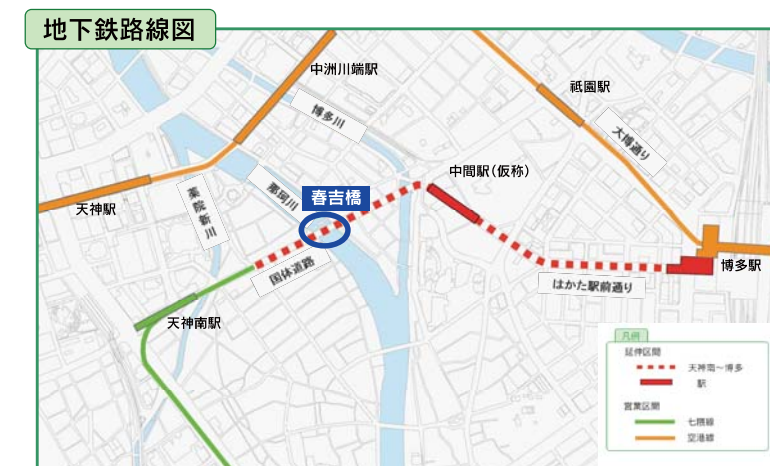 地下鉄路線図
中洲川端駅
祇園駅
博多川
大博通り
中間駅(仮称)
那珂川
春吉橋
薬院新川
天神駅
国体道路
博多駅
はかた駅前通り
天神南駅
凡例
延伸区間
天神南～博多
駅
営業区間
七隈線
空港線